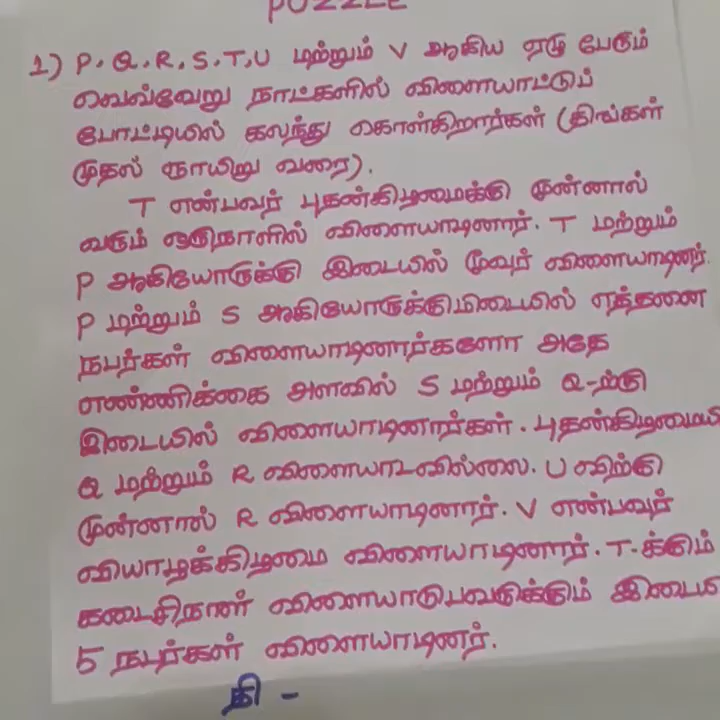 PUZZLE
1) P, Q, R, S, T, U மற்றும் V ஆகிய ஏழு பேரும்
வெவ்வேறு நாட்களில் விளையாட்டுப்
போட்டியில் கலந்து கொள்கிறார்கள் (திங்கள்
முதல் ஞாயிறு வரை).
T என்பவர் புதன்கிழமைக்கு முன்னால்
வரும் ஒருநாளில் விளையாடினார். T மற்றும்
P ஆகியோருக்கு இடையில் மூவர் விளையாடினர்.
P மற்றும் S ஆகியோருக்குமிடையில் எத்தனை
நபர்கள் விளையாடினார்களோ அதே
எண்ணிக்கை அளவில் S மற்றும் Q-ற்கு
இடையில் விளையாடினார்கள். புதன்கிழமையி
Q மற்றும் R விளையாடவில்லை. U விற்கு
முன்னால் R விளையாடினார். V என்பவர்
வியாழக்கிழமை விளையாடினார். T-க்கும்
கடைசிநாள் விளையாடுபவருக்கும் இடையி
5 நபர்கள் விளையாடினர்.
தி -